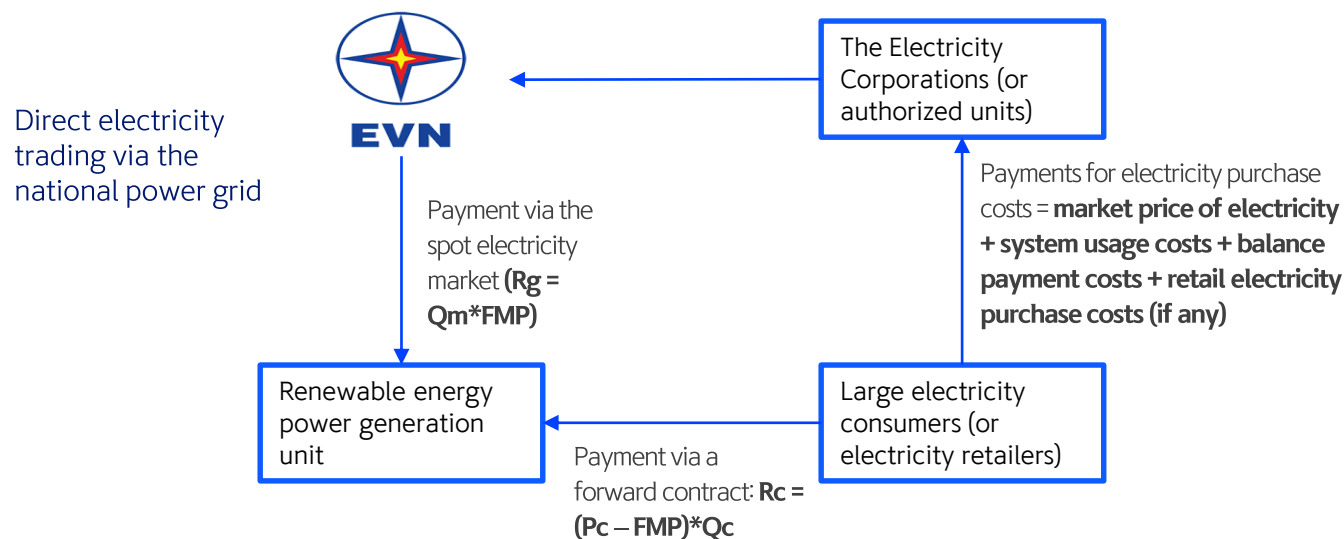 Direct electricity
trading via the
national power grid
EVN
The Electricity
Corporations (or
authorized units)
Payment via the
spot electricity
market (Rg =
Qm*FMP)
Payments for electricity purchase
costs = market price of electricity
+ system usage costs + balance
payment costs + retail electricity
purchase costs (if any)
Renewable energy
power generation
unit
Large electricity
consumers (or
electricity retailers)
Payment via a
forward contract: Rc =
(Pc – FMP)*Qc